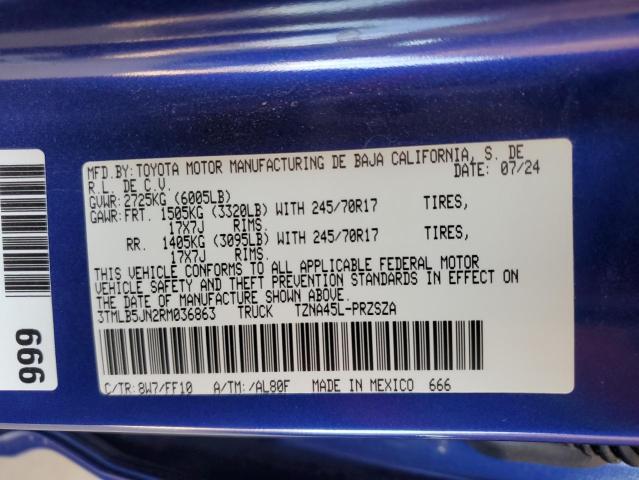 MFD.BY: TOYOTA MOTOR MANUFACTURING DE BAJA CALIFORNIA, S. DE
R.L. DE C.V. DATE: 07/24
GVWR: 2725KG (6005LB)
GAWR: FRT. 1505KG (3320LB) WITH 245/70R17 TIRES,
17X7J RIMS.
RR. 1405KG (3095LB) WITH 245/70R17 TIRES,
17X7J RIMS.
THIS VEHICLE CONFORMS TO ALL APPLICABLE FEDERAL MOTOR
VEHICLE SAFETY AND THEFT PREVENTION STANDARDS IN EFFECT ON
THE DATE OF MANUFACTURE SHOWN ABOVE.
3TMLB5JN2RM036863 TRUCK TZNA45L-PRZSZA
C/TR: 8W7/FF10 A/TM: /AL80F MADE IN MEXICO 666
666